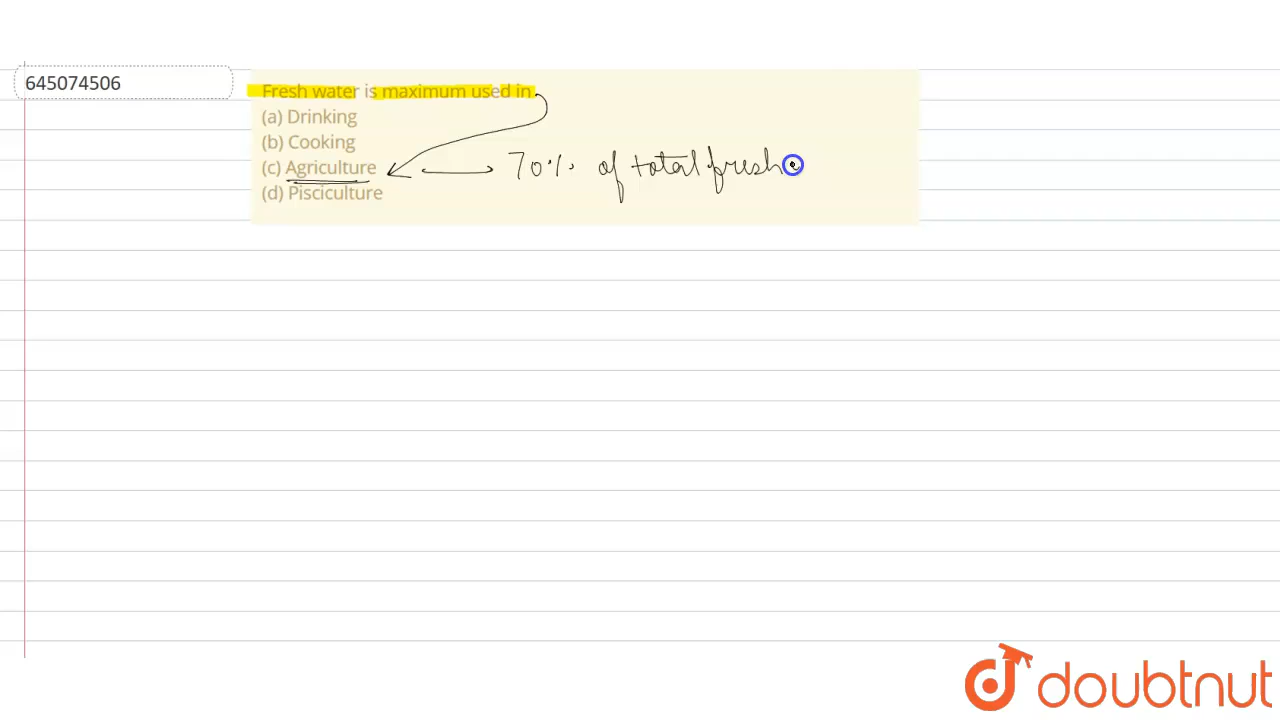 645074506
Fresh water is maximum used in
(a) Drinking
(b) Cooking
(c) Agriculture → 70% of total fresh
(d) Pisciculture
doubtnut